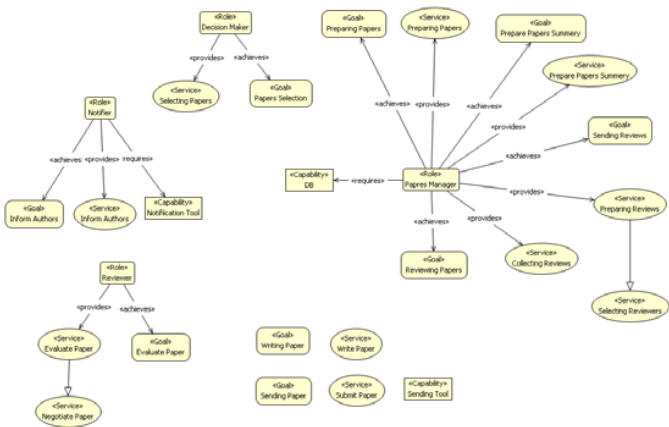 «Role»
Decision Maker
«provides»
«achieves»
«Service»
Selecting Papers
«Goal»
Papers Selection
«Goal»
Preparing Papers
«Service»
Preparing Papers
«Goal»
Prepare Papers Summery
«Service»
Prepare Papers Summery
«Goal»
Sending Reviews
«achieves»
«provides»
«achieves»
«provides»
«achieves»
«Role»
Papres Manager
«requires»
«Capability»
DB
«provides»
«Service»
Preparing Reviews
«achieves»
«provides»
«Goal»
Reviewing Papers
«Service»
Collecting Reviews
«Service»
Selecting Reviewers
«Role»
Notifier
«achieves»
«provides»
requires»
«Goal»
Inform Authors
«Service»
Inform Authors
«Capability»
Notification Tool
«Role»
Reviewer
«provides»
«achieves»
«Service»
Evaluate Paper
«Goal»
Evaluate Paper
«Service»
Negotiate Paper
«Goal»
Writing Paper
«Service»
Write Paper
«Goal»
Sending Paper
«Service»
Submit Paper
«Capability»
Sending Tool